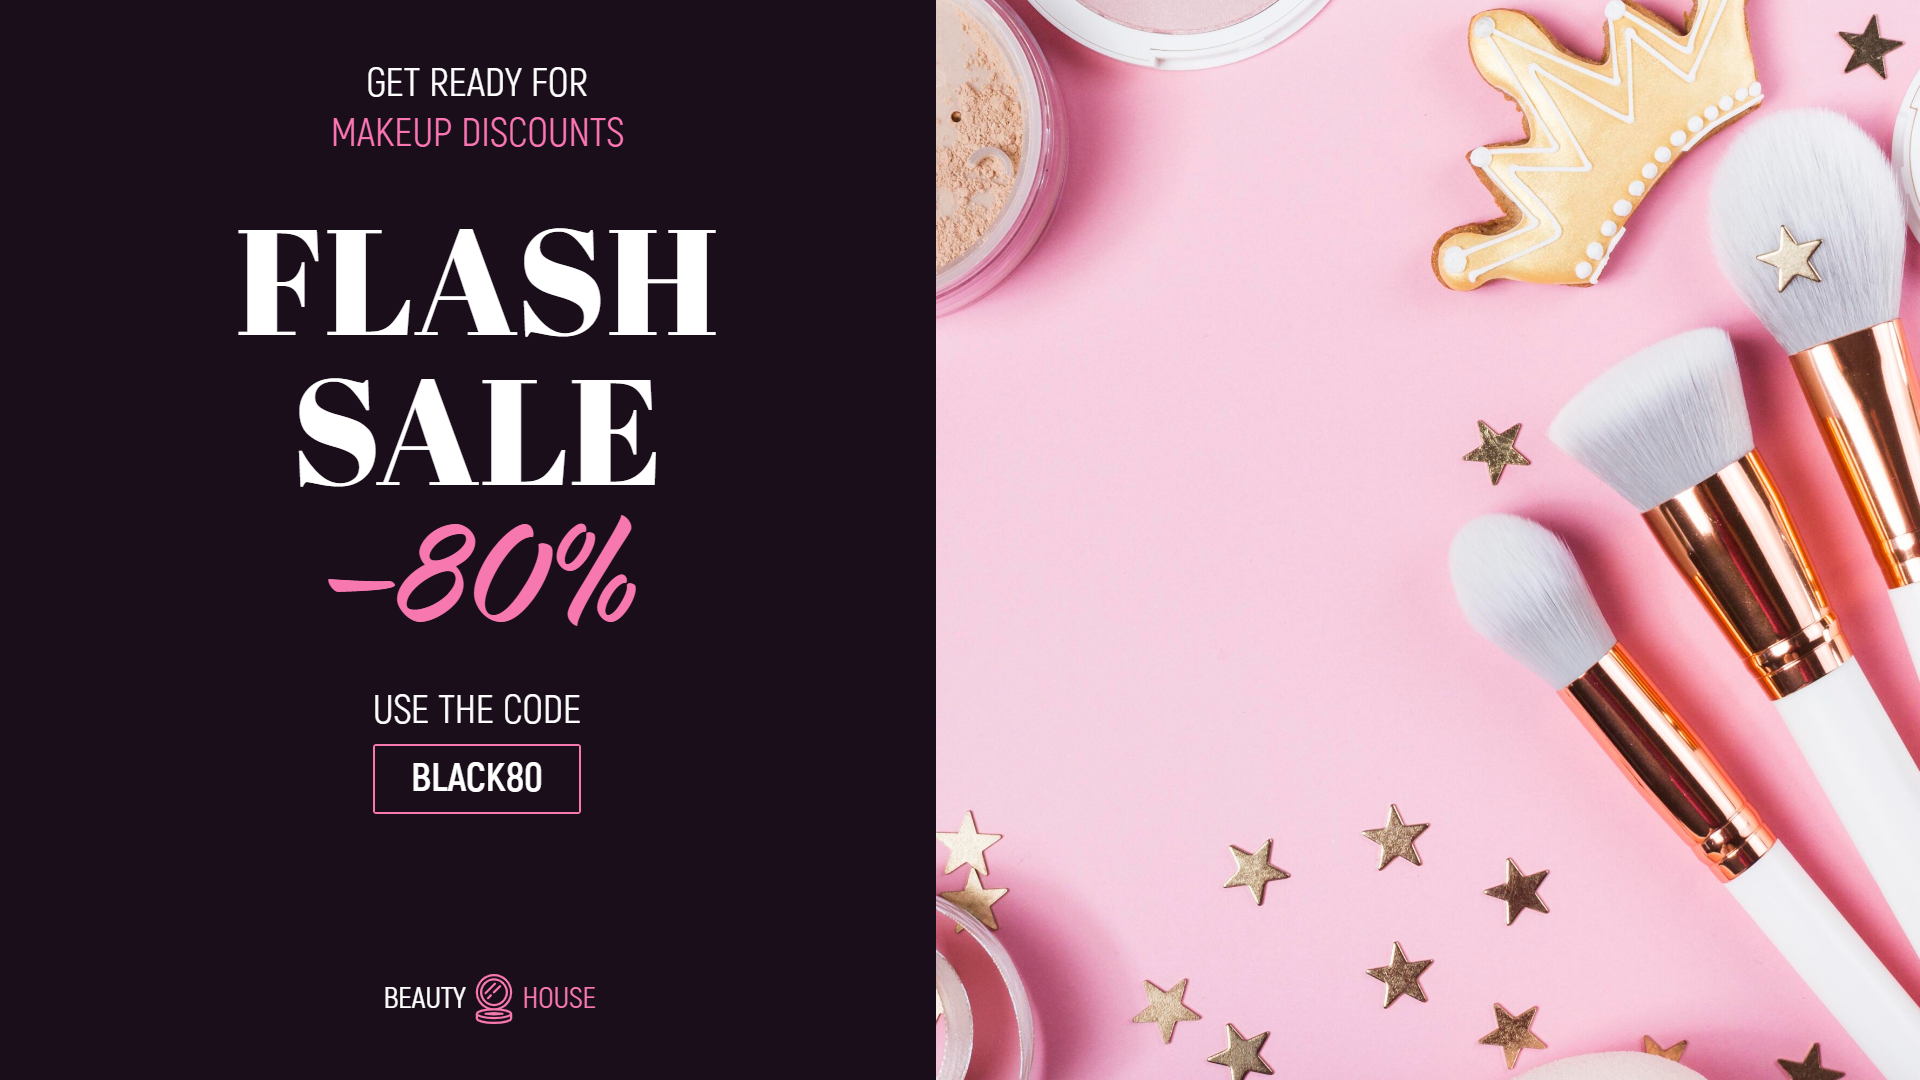 GET READY FOR
MAKEUP DISCOUNTS
FLASH
SALE
-80%
USE THE CODE
BLACK80
BEAUTY HOUSE